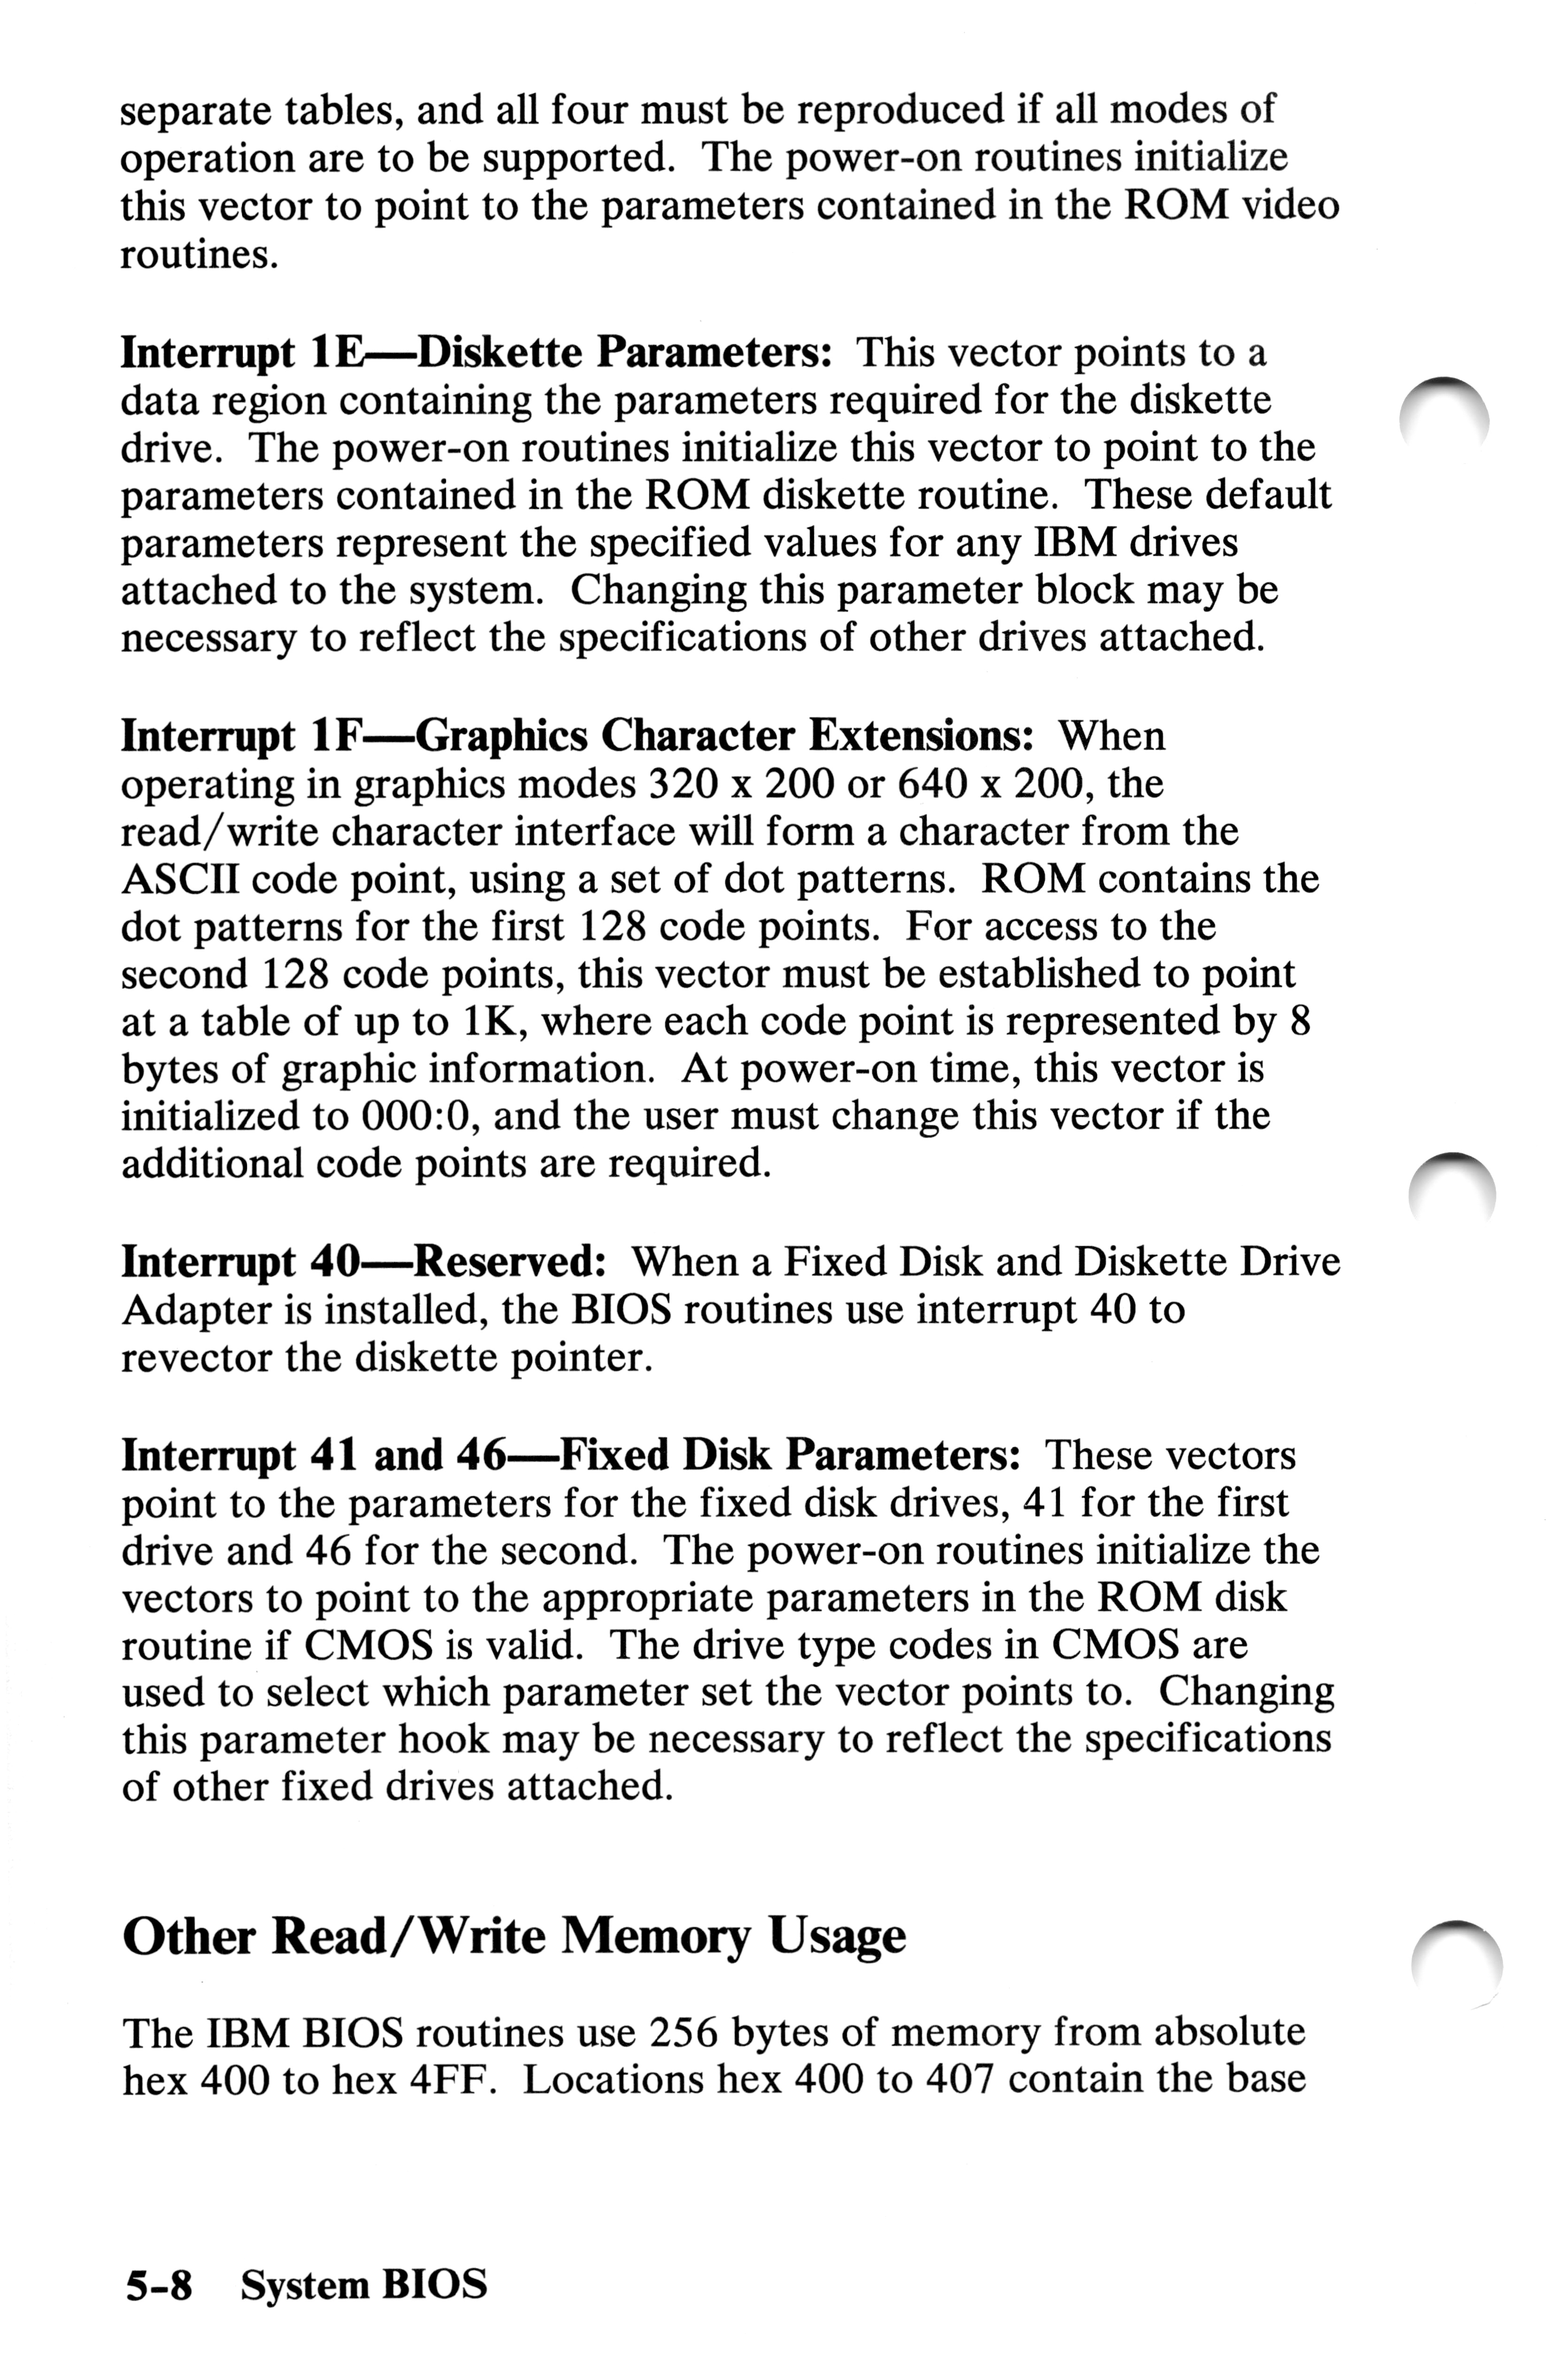 separate tables, and all four must be reproduced if all modes of
operation are to be supported.  The power-on routines initialize
this vector to point to the parameters contained in the ROM video
routines.
Interrupt 1E—Diskette Parameters:  This vector points to a
data region containing the parameters required for the diskette
drive.  The power-on routines initialize this vector to point to the
parameters contained in the ROM diskette routine.  These default
parameters represent the specified values for any IBM drives
attached to the system.  Changing this parameter block may be
necessary to reflect the specifications of other drives attached.
Interrupt 1F—Graphics Character Extensions:  When
operating in graphics modes 320 x 200 or 640 x 200, the
read/write character interface will form a character from the
ASCII code point, using a set of dot patterns.  ROM contains the
dot patterns for the first 128 code points.  For access to the
second 128 code points, this vector must be established to point
at a table of up to 1K, where each code point is represented by 8
bytes of graphic information.  At power-on time, this vector is
initialized to 000:0, and the user must change this vector if the
additional code points are required.
Interrupt 40—Reserved:  When a Fixed Disk and Diskette Drive
Adapter is installed, the BIOS routines use interrupt 40 to
revector the diskette pointer.
Interrupt 41 and 46—Fixed Disk Parameters:  These vectors
point to the parameters for the fixed disk drives, 41 for the first
drive and 46 for the second.  The power-on routines initialize the
vectors to point to the appropriate parameters in the ROM disk
routine if CMOS is valid.  The drive type codes in CMOS are
used to select which parameter set the vector points to.  Changing
this parameter hook may be necessary to reflect the specifications
of other fixed drives attached.
Other Read/Write Memory Usage
The IBM BIOS routines use 256 bytes of memory from absolute
hex 400 to hex 4FF.  Locations hex 400 to 407 contain the base
5-8  System BIOS